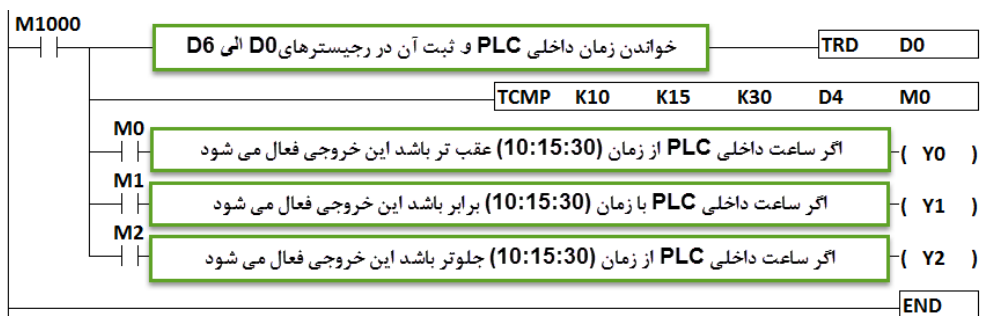 M1000
خواندن زمان داخلی PLC و ثبت آن در رجیسترهای D0 الی D6 TRD D0
TCMP K10 K15 K30 D4 M0
M0
اگر ساعت داخلی PLC از زمان (10:15:30) عقب تر باشد این خروجی فعال می شود ( Y0 )
M1
اگر ساعت داخلی PLC با زمان (10:15:30) برابر باشد این خروجی فعال می شود ( Y1 )
M2
اگر ساعت داخلی PLC از زمان (10:15:30) جلوتر باشد این خروجی فعال می شود ( Y2 )
END